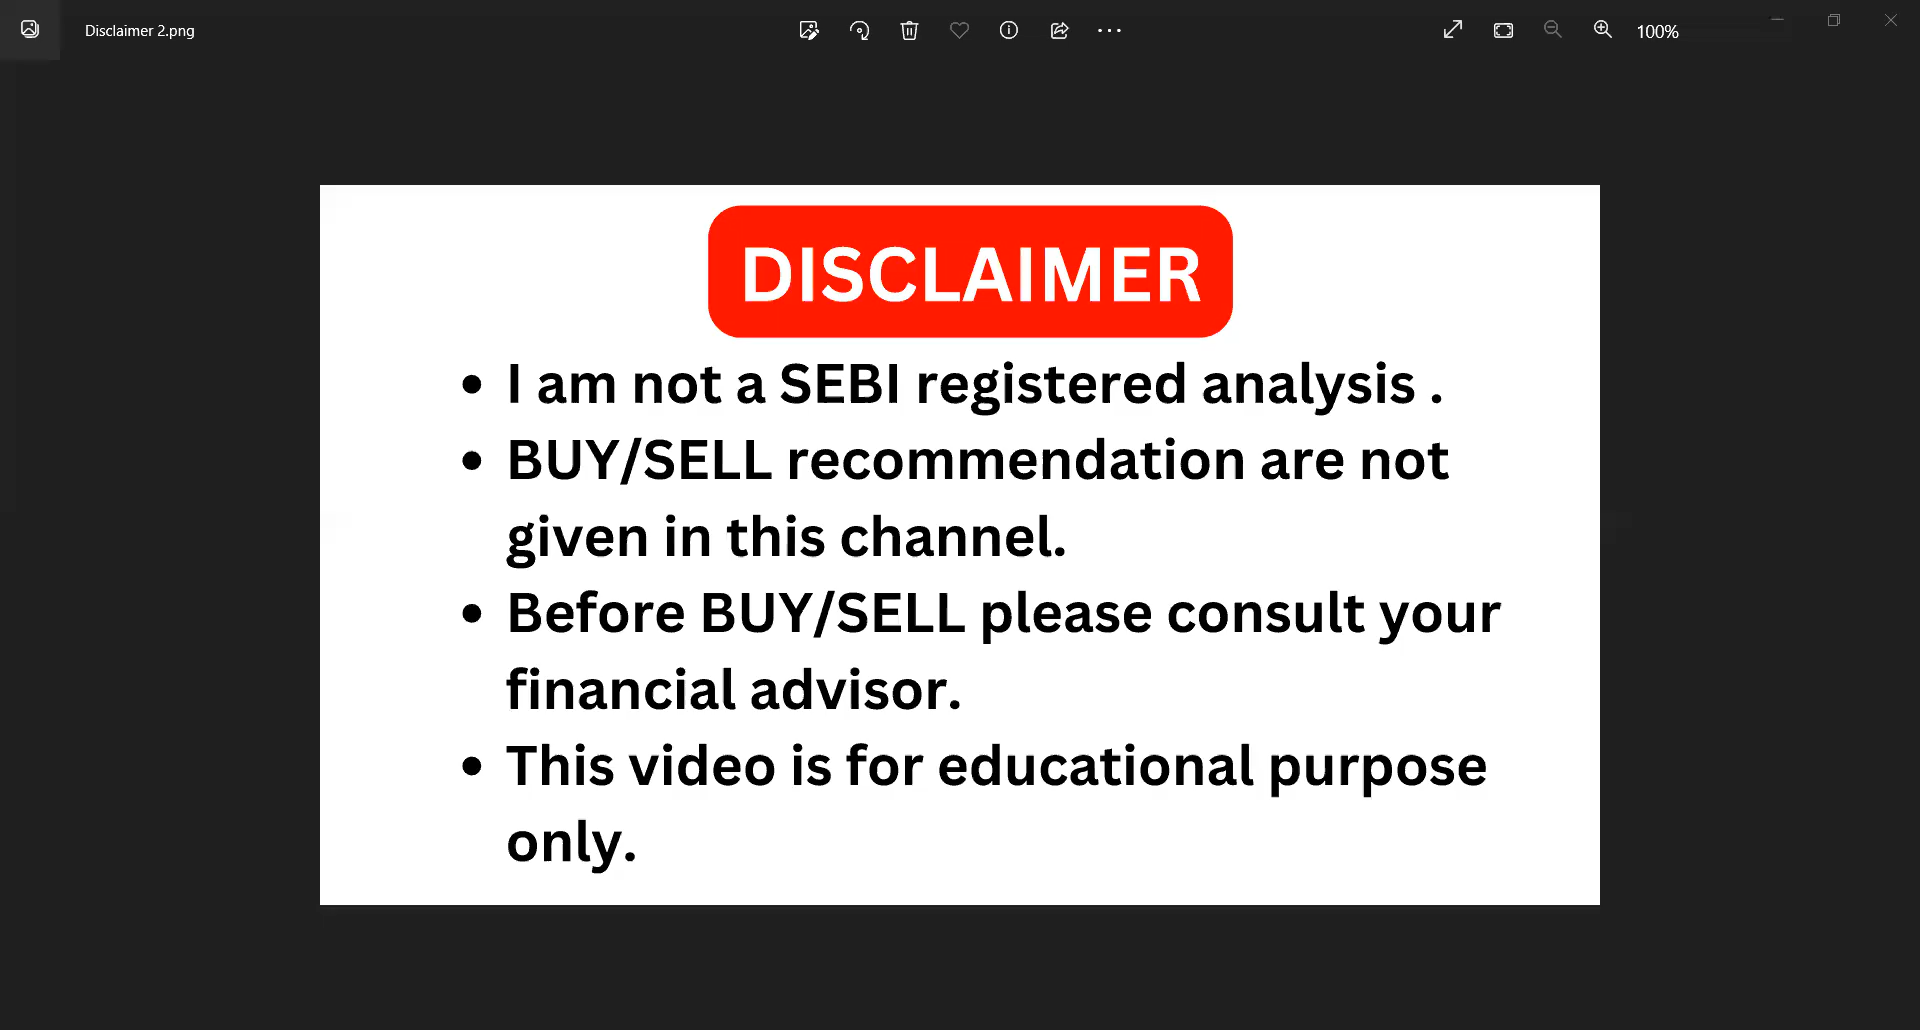 Disclaimer 2.png
100%
DISCLAIMER
• I am not a SEBI registered analysis .
• BUY/SELL recommendation are not
given in this channel.
• Before BUY/SELL please consult your
financial advisor.
• This video is for educational purpose
only.